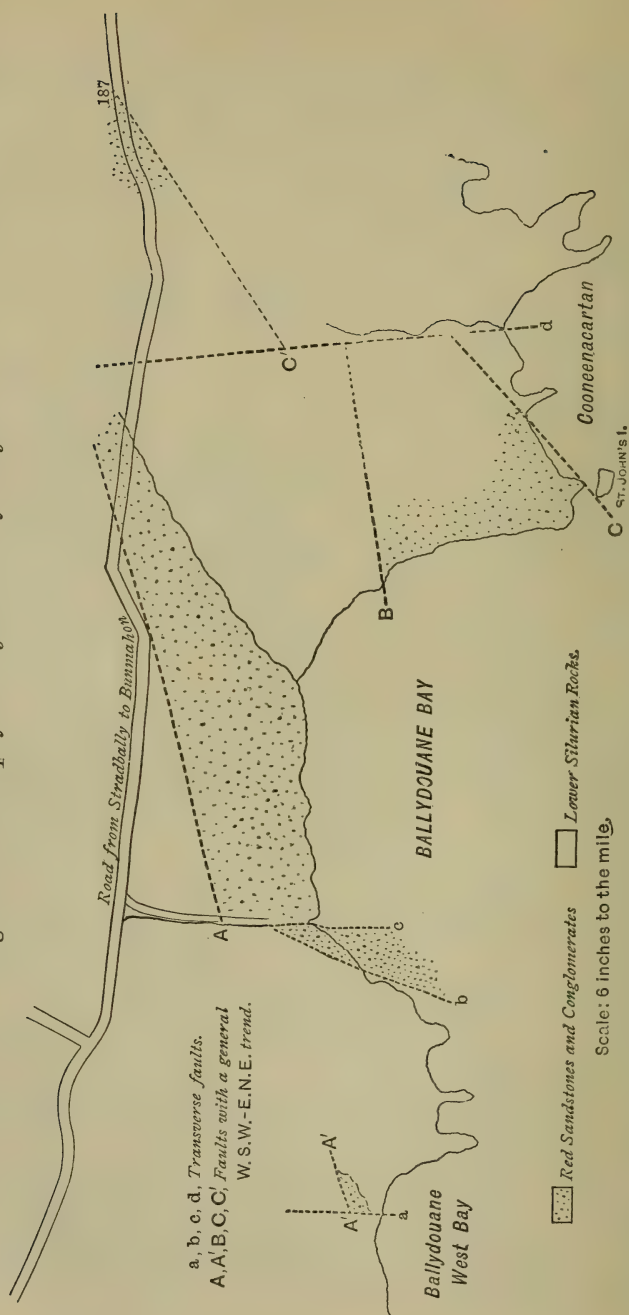 187
Road from Stradbally to Bunmahon
a, b, c, d, Transverse faults.
A, A', B, C, C', Faults with a general
W. S.W.-E.N.E. trend.
A
A'
A'
a
b
c
B
C'
d
C
Ballydouane
West Bay
BALLYDOUANE BAY
Cooneenacartan
ST. JOHN'S I.
Red Sandstones and Conglomerates
Lower Silurian Rocks.
Scale: 6 inches to the mile.